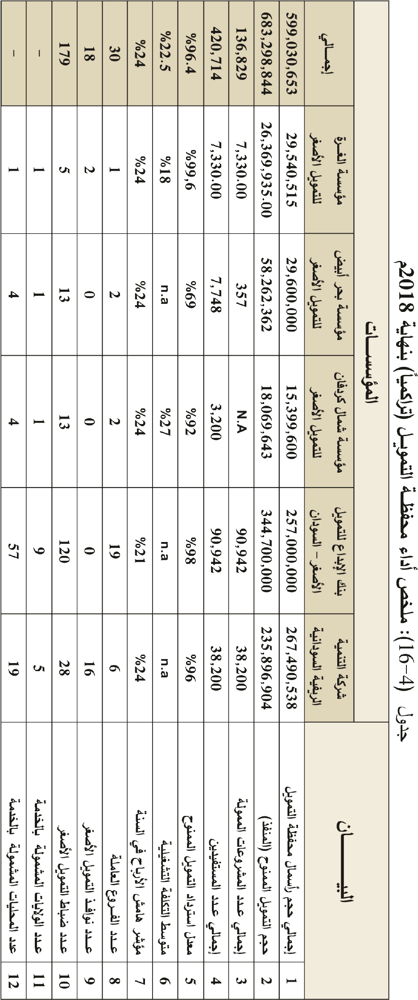 جدول (4–16): ملخص أداء محفظة التمويل (تراكمياً) بنهاية 2018م
البيـــــان المؤسســـات
شركة التنمية الريفية السودانية بنك الإبداع للتمويل الأصغر – السودان مؤسسة شمال كردفان للتمويل الأصغر مؤسسة بحر أبيض للتمويل الأصغر مؤسسة الغرة للتمويل الأصغر إجمالي
1 إجمالي حجم رأسمال محفظة التمويل 267,490,538 257,000,000 15,399,600 29,600,000 29,540,515 599,030,653
2 حجم التمويل الممنوح (المنفذ) 235,896,904 344,700,000 18,069,643 58,262,362 26,369,935.00 683,298,844
3 إجمالي عدد المشروعات الممولة 38,200 90,942 N.A 357 7,330.00 136,829
4 إجمالي عدد المستفيدين 38,200 90,942 3,200 7,748 7,330.00 420,714
5 معدل استرداد التمويل الممنوح %96 %98 %92 %69 %99,6 %96.4
6 متوسط التكلفة التشغيلية n.a n.a %27 n.a %18 %22.5
7 مؤشر هامش الأرباح في السنة %24 %21 %24 %24 %24 %24
8 عدد الفروع العاملة 6 19 2 2 1 30
9 عدد نوافذ التمويل الأصغر 16 0 0 0 2 18
10 عدد ضباط التمويل الأصغر 28 120 13 13 5 179
11 عدد الولايات المشمولة بالخدمة 5 9 1 1 1 –
12 عدد المحليات المشمولة بالخدمة 19 57 4 4 1 –